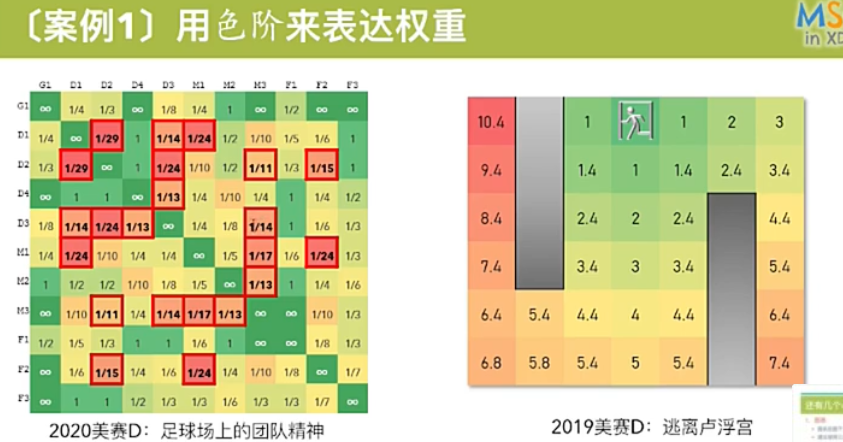 〔案例1〕用色阶来表达权重
MS
in XD
G1 D1 D2 D4 D3 M1 M2 M3 F1 F2 F3
G1 ∞ 1/4 1/3 ∞ 1/8 1/4 1 ∞ 1/2 ∞ ∞
D1 1/4 ∞ 1/29 1 1/14 1/24 1/2 1/10 1/5 1/6 1
D2 1/3 1/29 ∞ 1 1/24 1/10 1/2 1/11 1/3 1/15 1
D4 ∞ 1 1 ∞ 1/13 1/4 1/10 1/4 1 1/4 1/2
D3 1/8 1/14 1/24 1/13 ∞ 1/4 1/8 1/14 1 1/6 1/3
M1 1/4 1/24 1/10 1/4 1/4 ∞ 1/5 1/17 1/6 1/24 1/3
M2 1 1/2 1/2 1/10 1/8 1/5 ∞ 1/13 1 1/4 1/6
M3 ∞ 1/10 1/11 1/4 1/14 1/17 1/13 ∞ ∞ 1/10 1/3
F1 1/2 1/5 1/3 1 1 1/6 1 ∞ ∞ 1/8 1/3
F2 ∞ 1/6 1/15 1/4 1/6 1/24 1/4 1/10 1/8 ∞ 1/7
F3 ∞ 1 1 1/2 1/3 1/3 1/6 1/3 1/3 1/7 ∞
2020美赛D：足球场上的团队精神
10.4 1 1 2 3
9.4 1.4 1 1.4 2.4 3.4
8.4 2.4 2 2.4 4.4
7.4 3.4 3 3.4 5.4
6.4 5.4 4.4 4 4.4 6.4
6.8 5.8 5.4 5 5.4 7.4
2019美赛D：逃离卢浮宫
还有几个